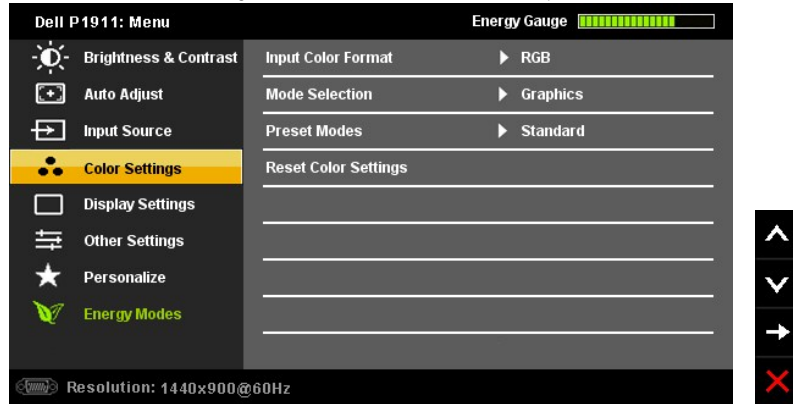 Dell P1911: Menu Energy Gauge
Brightness & Contrast Input Color Format RGB
Auto Adjust Mode Selection Graphics
Input Source Preset Modes Standard
Color Settings Reset Color Settings
Display Settings
Other Settings
Personalize
Energy Modes
Resolution: 1440x900@60Hz